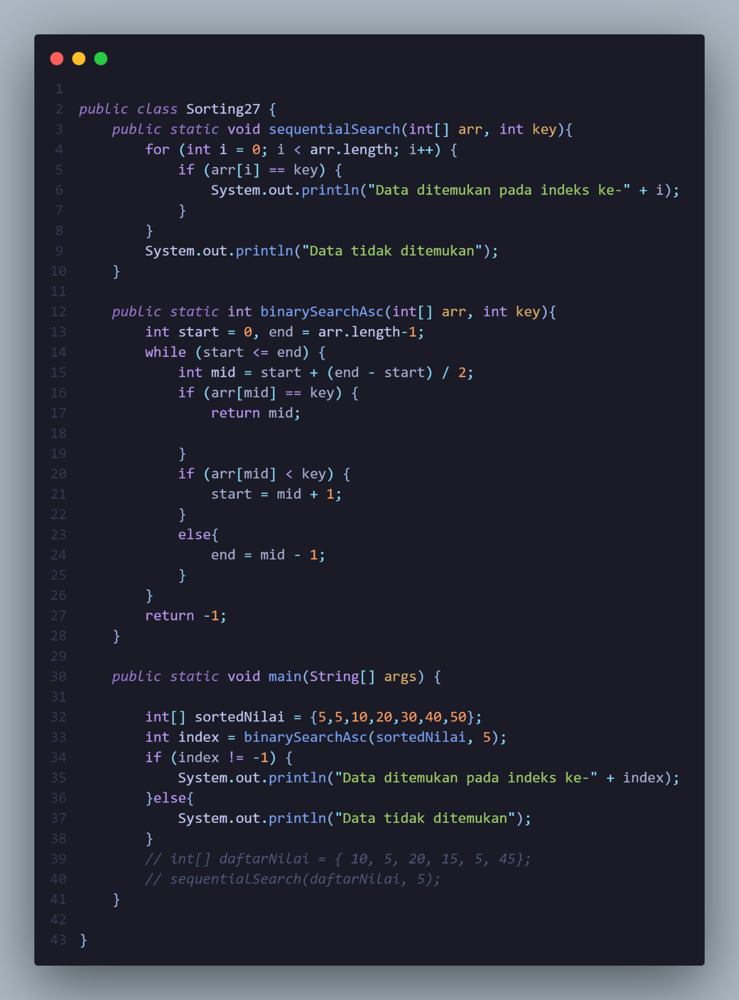 1
2 public class Sorting27 {
3     public static void sequentialSearch(int[] arr, int key){
4         for (int i = 0; i < arr.length; i++) {
5             if (arr[i] == key) {
6                 System.out.println("Data ditemukan pada indeks ke-" + i);
7             }
8         }
9         System.out.println("Data tidak ditemukan");
10     }
11
12     public static int binarySearchAsc(int[] arr, int key){
13         int start = 0, end = arr.length-1;
14         while (start <= end) {
15             int mid = start + (end - start) / 2;
16             if (arr[mid] == key) {
17                 return mid;
18
19             }
20             if (arr[mid] < key) {
21                 start = mid + 1;
22             }
23             else{
24                 end = mid - 1;
25             }
26         }
27         return -1;
28     }
29
30     public static void main(String[] args) {
31
32         int[] sortedNilai = {5,5,10,20,30,40,50};
33         int index = binarySearchAsc(sortedNilai, 5);
34         if (index != -1) {
35             System.out.println("Data ditemukan pada indeks ke-" + index);
36         }else{
37             System.out.println("Data tidak ditemukan");
38         }
39         // int[] daftarNilai = { 10, 5, 20, 15, 5, 45};
40         // sequentialSearch(daftarNilai, 5);
41     }
42
43 }